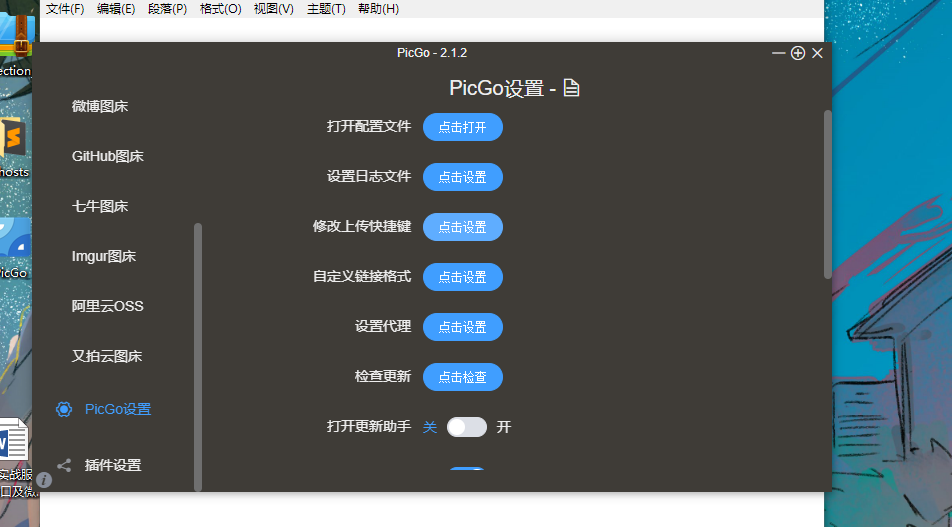 文件(F) 编辑(E) 段落(P) 格式(O) 视图(V) 主题(T) 帮助(H)
PicGo - 2.1.2
PicGo设置 -
微博图床
GitHub图床
七牛图床
Imgur图床
阿里云OSS
又拍云图床
PicGo设置
插件设置
打开配置文件 点击打开
设置日志文件 点击设置
修改上传快捷键 点击设置
自定义链接格式 点击设置
设置代理 点击设置
检查更新 点击检查
打开更新助手 关 开
ection
hosts
PicGo
实战服
口及微